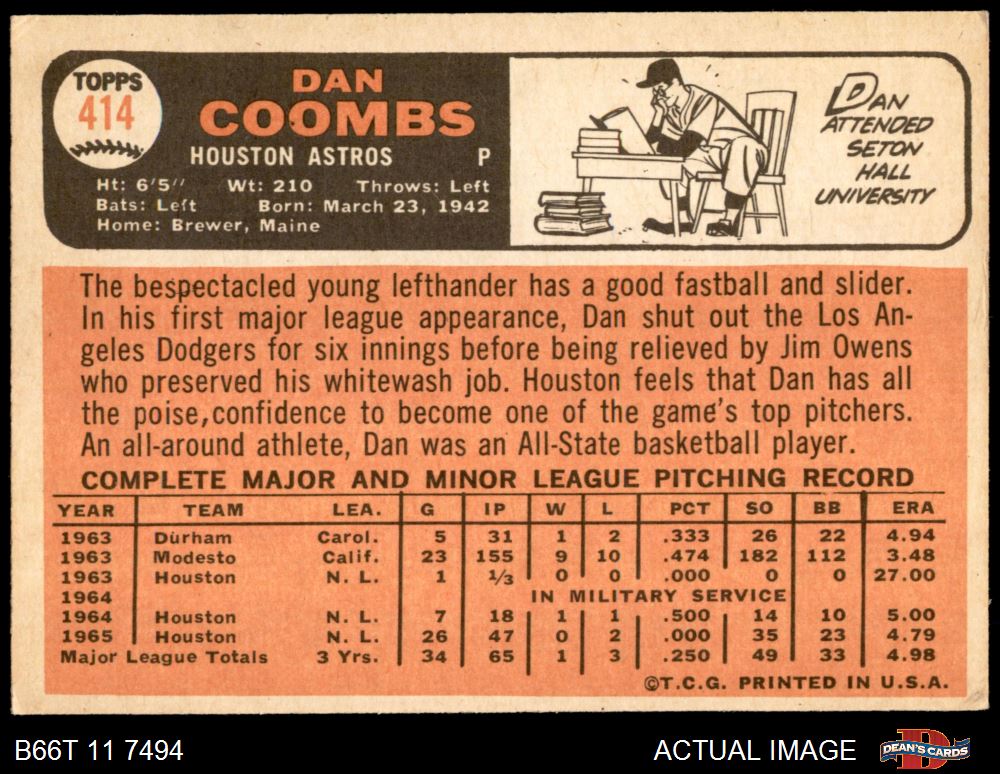 TOPPS
414
DAN
COOMBS
HOUSTON ASTROS P
Ht: 6'5" Wt: 210 Throws: Left
Bats: Left Born: March 23, 1942
Home: Brewer, Maine
DAN
ATTENDED
SETON
HALL
UNIVERSITY
The bespectacled young lefthander has a good fastball and slider.
In his first major league appearance, Dan shut out the Los An-
geles Dodgers for six innings before being relieved by Jim Owens
who preserved his whitewash job. Houston feels that Dan has all
the poise, confidence to become one of the game's top pitchers.
An all-around athlete, Dan was an All-State basketball player.
COMPLETE MAJOR AND MINOR LEAGUE PITCHING RECORD
YEAR TEAM LEA. G IP W L PCT SO BB ERA
1963 Durham Carol. 5 31 1 2 .333 26 22 4.94
1963 Modesto Calif. 23 155 9 10 .474 182 112 3.48
1963 Houston N. L. 1 1/3 0 0 .000 0 0 27.00
1964 IN MILITARY SERVICE
1964 Houston N. L. 7 18 1 1 .500 14 10 5.00
1965 Houston N. L. 26 47 0 2 .000 35 23 4.79
Major League Totals 3 Yrs. 34 65 1 3 .250 49 33 4.98
©T.C.G. PRINTED IN U.S.A.
B66T 11 7494 ACTUAL IMAGE DEAN'S CARDS